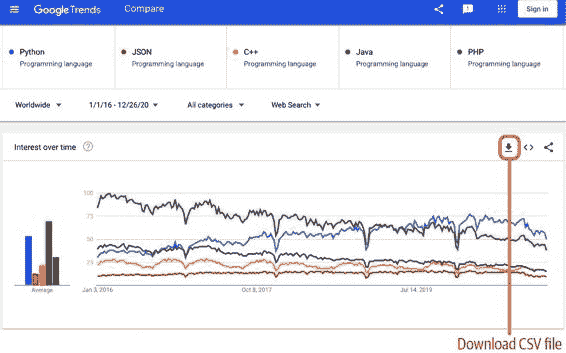 Google Trends Compare Sign in
Python JSON C++ Java PHP
Programming language Programming language Programming language Programming language Programming language
Worldwide 1/1/16 - 12/26/20 All categories Web Search
Interest over time
100
75
50
25
Average
Jan 3, 2016 Oct 8, 2017 Jul 14, 2019
Download CSV file